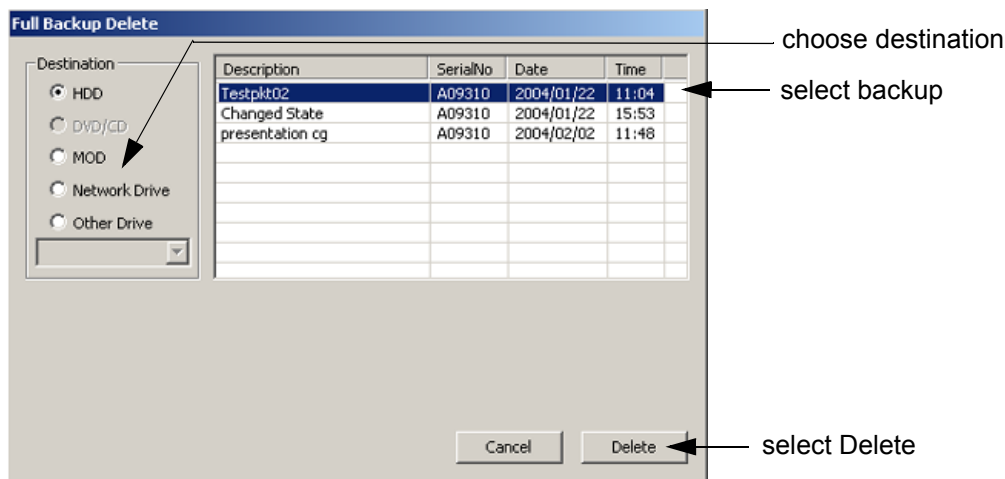 Full Backup Delete
choose destination
Destination
HDD
DVD/CD
MOD
Network Drive
Other Drive
Description SerialNo Date Time
Testpkt02 A09310 2004/01/22 11:04
select backup
Changed State A09310 2004/01/22 15:53
presentation cg A09310 2004/02/02 11:48
Cancel Delete
select Delete